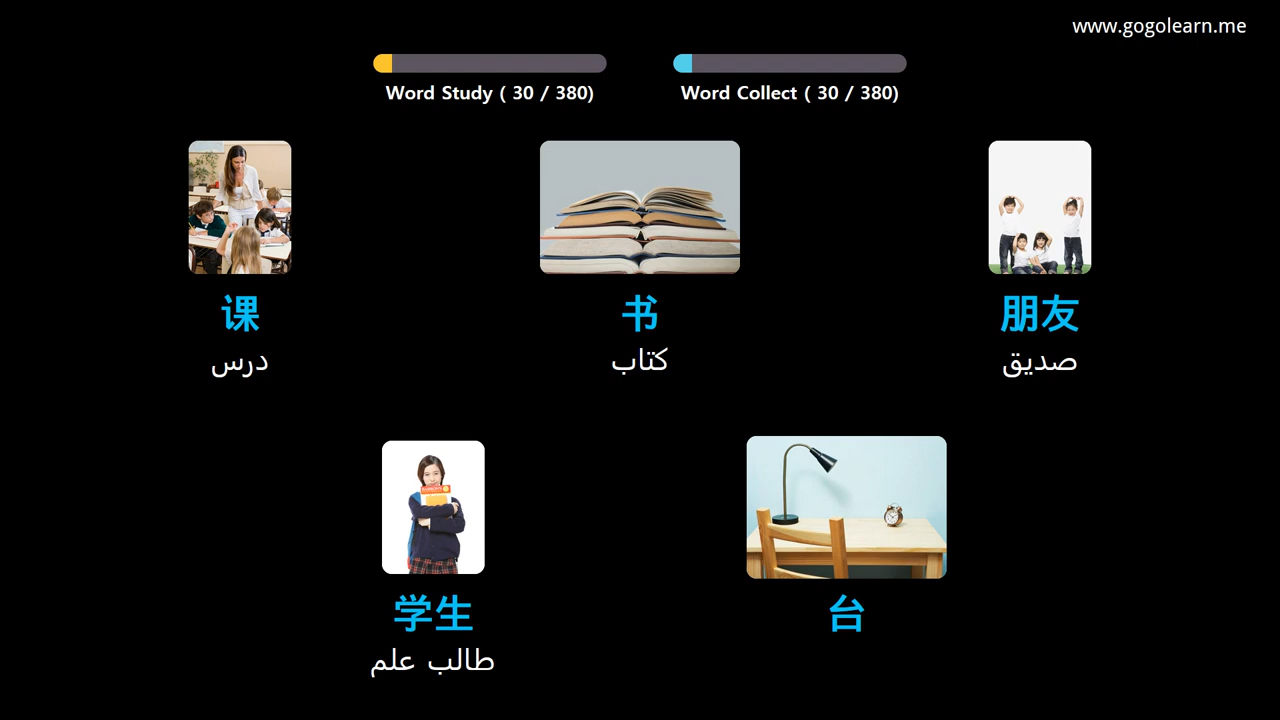 www.gogolearn.me
Word Study ( 30 / 380)
Word Collect ( 30 / 380)
课
درس
书
كتاب
朋友
صديق
学生
طالب علم
台